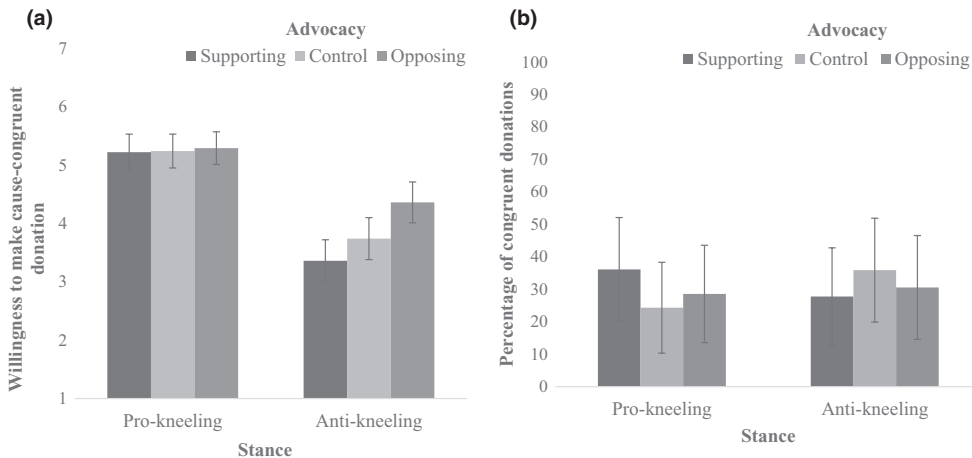 (a)
Advocacy
Supporting Control Opposing
7
6
5
4
3
2
1
Willingness to make cause-congruent
donation
Pro-kneeling Anti-kneeling
Stance
(b)
Advocacy
Supporting Control Opposing
100
90
80
70
60
50
40
30
20
10
0
Percentage of congruent donations
Pro-kneeling Anti-kneeling
Stance